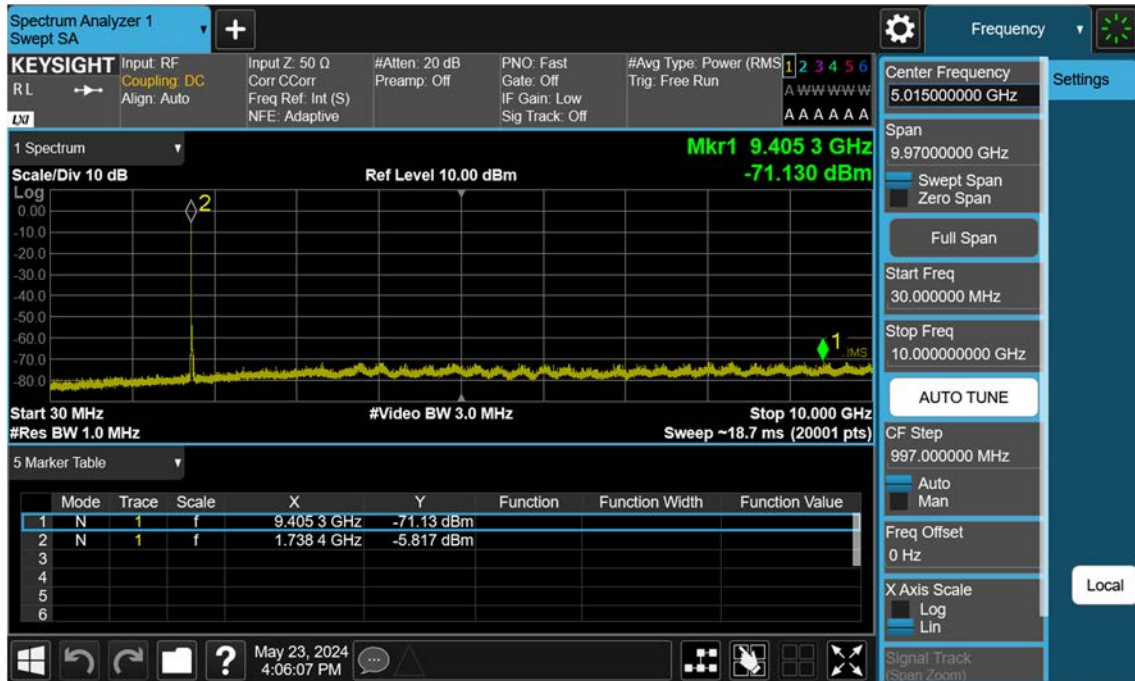 Spectrum Analyzer 1
Swept SA
Frequency
KEYSIGHT
R L
LXI
Input: RF
Coupling: DC
Align: Auto
Input Z: 50 Ω
Corr CCorr
Freq Ref: Int (S)
NFE: Adaptive
#Atten: 20 dB
Preamp: Off
PNO: Fast
Gate: Off
IF Gain: Low
Sig Track: Off
#Avg Type: Power (RMS
Trig: Free Run
1 2 3 4 5 6
A W W W W W
A A A A A A
1 Spectrum
Mkr1 9.405 3 GHz
-71.130 dBm
Scale/Div 10 dB
Ref Level 10.00 dBm
Log
0.00
-10.0
-20.0
-30.0
-40.0
-50.0
-60.0
-70.0
-80.0
2
1
RMS
Start 30 MHz
#Video BW 3.0 MHz
Stop 10.000 GHz
#Res BW 1.0 MHz
Sweep ~18.7 ms (20001 pts)
5 Marker Table
Mode Trace Scale X Y Function Function Width Function Value
1 N 1 f 9.405 3 GHz -71.13 dBm
2 N 1 f 1.738 4 GHz -5.817 dBm
3
4
5
6
May 23, 2024
4:06:07 PM
Center Frequency
5.015000000 GHz
Settings
Span
9.97000000 GHz
Swept Span
Zero Span
Full Span
Start Freq
30.000000 MHz
Stop Freq
10.000000000 GHz
AUTO TUNE
CF Step
997.000000 MHz
Auto
Man
Freq Offset
0 Hz
X Axis Scale
Log
Lin
Local
Signal Track
(Span Zoom)